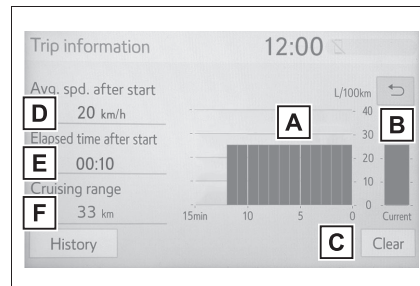 Trip information
12:00
Avg. spd. after start
L/100km
D
20 km/h
A
B
40
Elapsed time after start
30
E
00:10
20
Cruising range
10
F
33 km
0
15min
10
5
0
Current
History
C
Clear